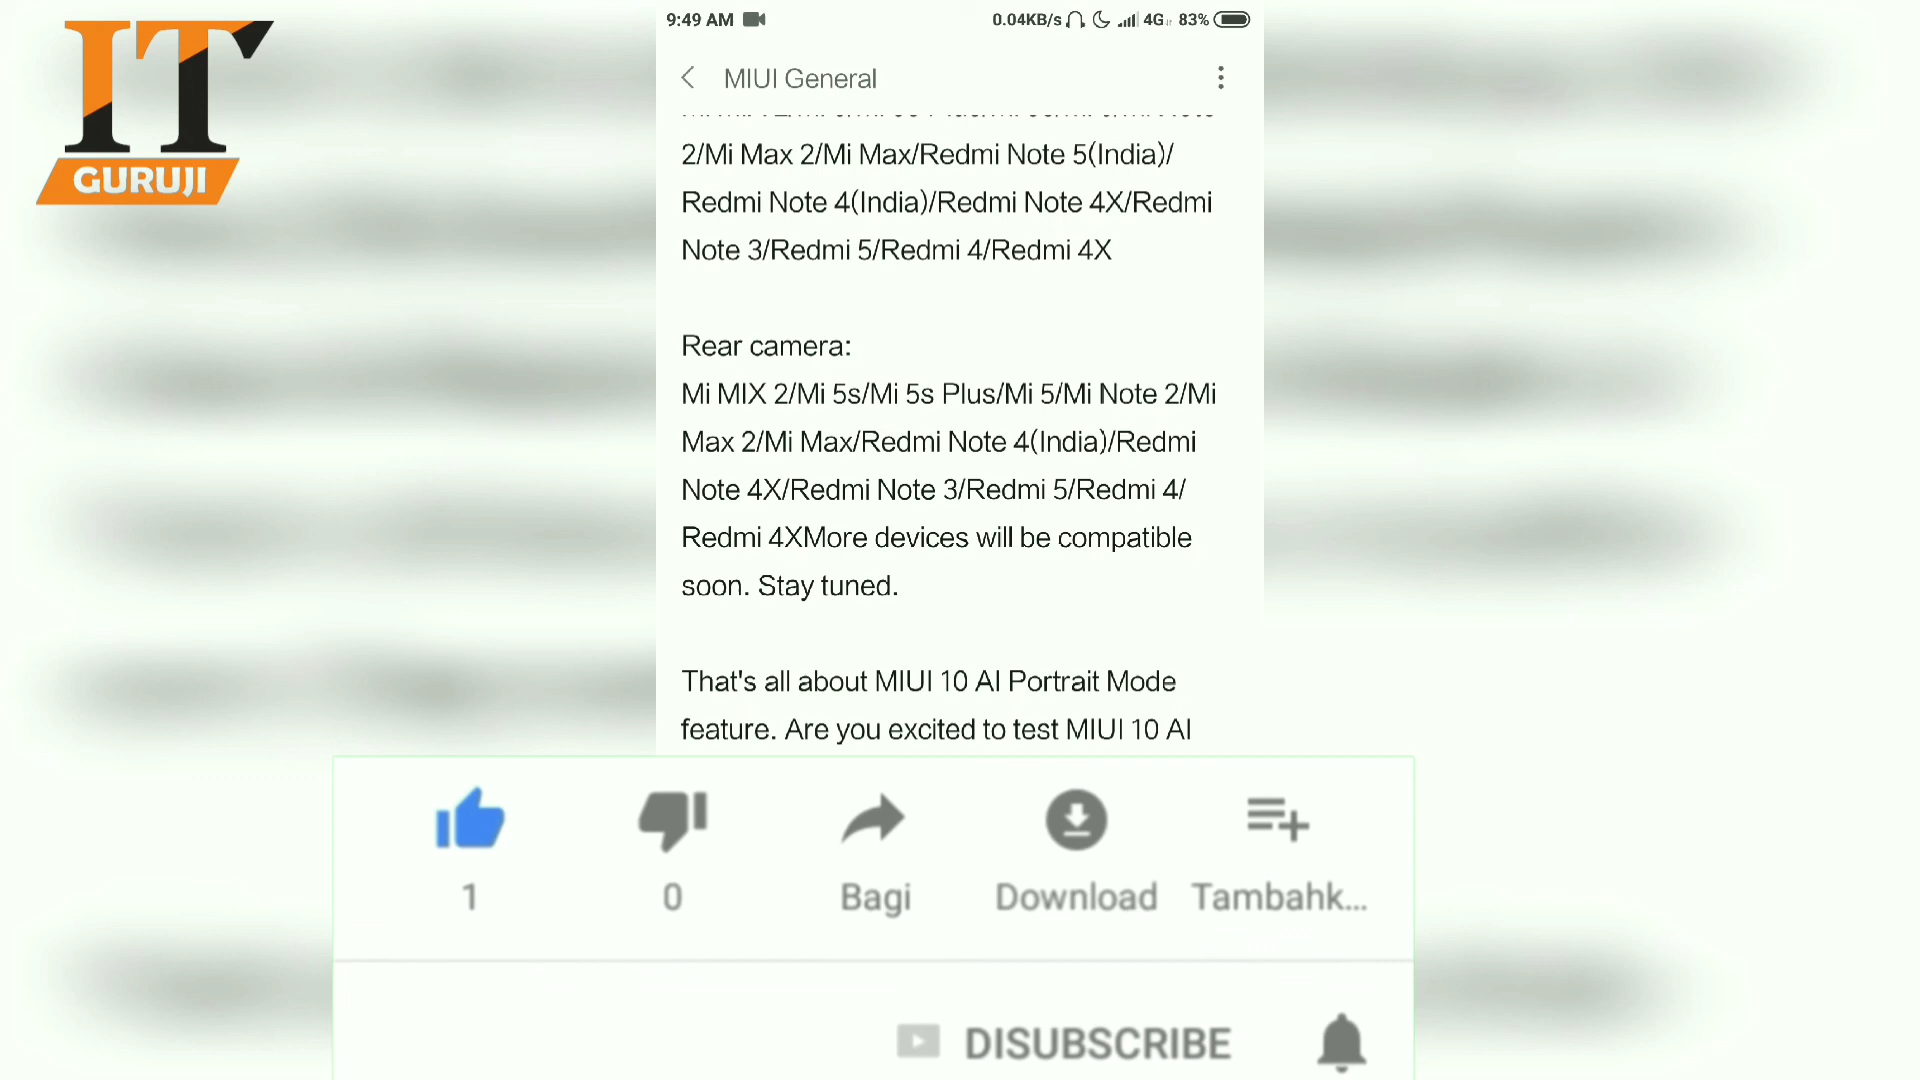 IT
GURUJI
9:49 AM
0.04KB/s 4G 83%
MIUI General
2/Mi Max 2/Mi Max/Redmi Note 5(India)/
Redmi Note 4(India)/Redmi Note 4X/Redmi
Note 3/Redmi 5/Redmi 4/Redmi 4X
Rear camera:
Mi MIX 2/Mi 5s/Mi 5s Plus/Mi 5/Mi Note 2/Mi
Max 2/Mi Max/Redmi Note 4(India)/Redmi
Note 4X/Redmi Note 3/Redmi 5/Redmi 4/
Redmi 4XMore devices will be compatible
soon. Stay tuned.
That's all about MIUI 10 AI Portrait Mode
feature. Are you excited to test MIUI 10 AI
1 0 Bagi Download Tambahk...
DISUBSCRIBE